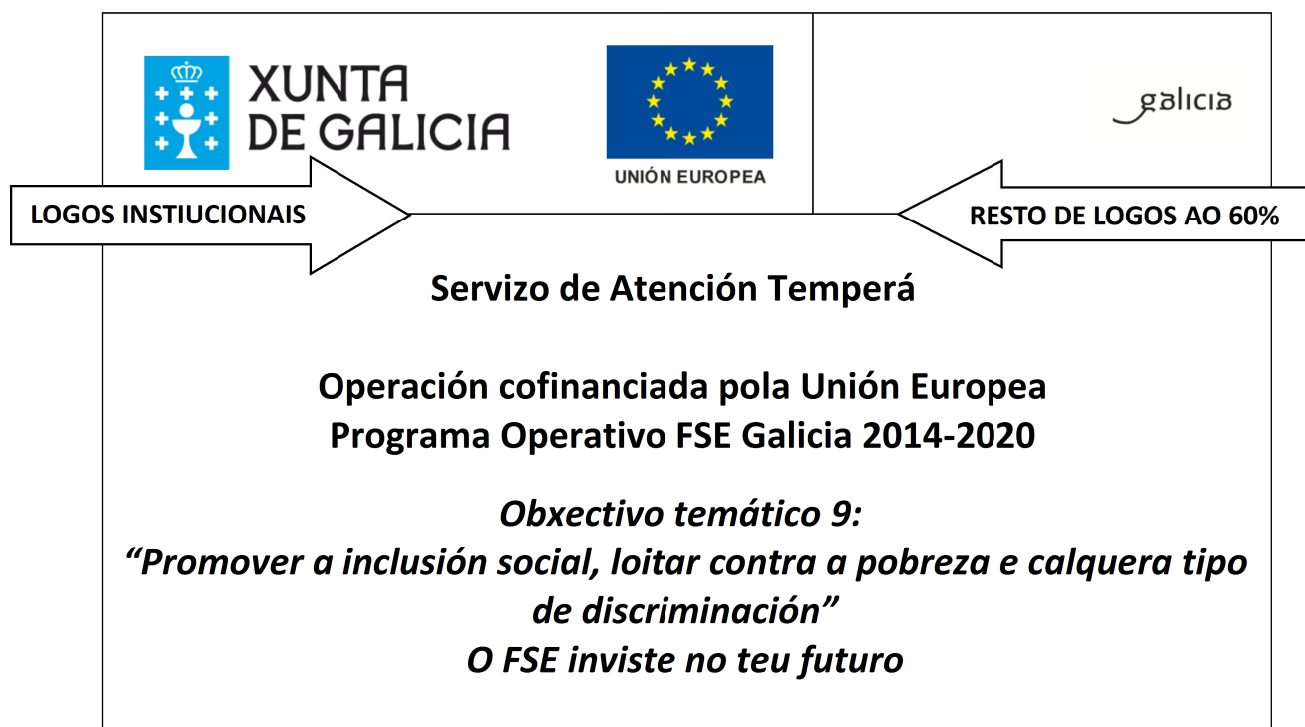 XUNTA
DE GALICIA
UNIÓN EUROPEA
galicia
LOGOS INSTIUCIONAIS
RESTO DE LOGOS AO 60%
Servizo de Atención Temperá
Operación cofinanciada pola Unión Europea
Programa Operativo FSE Galicia 2014-2020
Obxectivo temático 9:
“Promover a inclusión social, loitar contra a pobreza e calquera tipo
de discriminación”
O FSE inviste no teu futuro